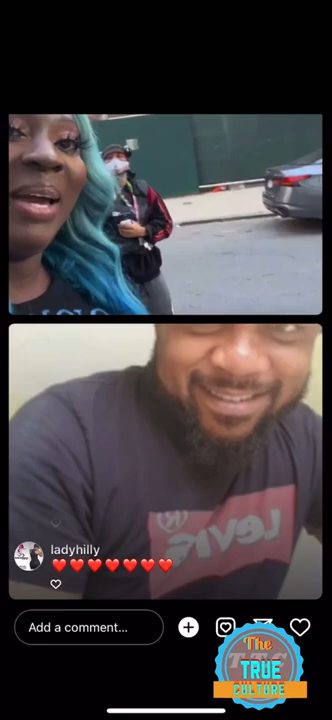 Levi's
ladyhilly
❤️❤️❤️❤️❤️❤️❤️
Add a comment...
The
TRUE
CULTURE